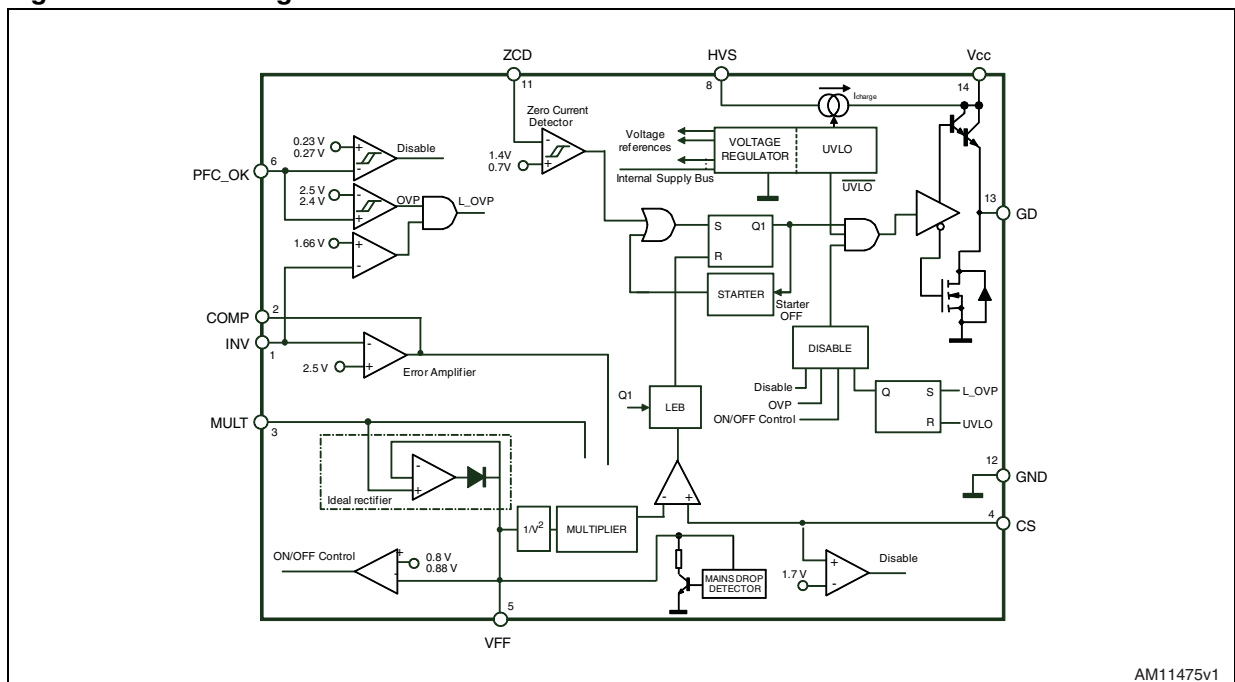 ZCD
HVS
Vcc
11
8
14
Icharge
Zero Current
Detector
0.23 V
0.27 V
Disable
1.4V
0.7V
Voltage
references
VOLTAGE
REGULATOR
UVLO
Internal Supply Bus
UVLO
6
PFC_OK
2.5 V
2.4 V
OVP
L_OVP
13
GD
S
Q1
R
1.66 V
STARTER
Starter
OFF
2
COMP
INV
1
2.5 V
Error Amplifier
DISABLE
Disable
OVP
ON/OFF Control
Q
S
R
L_OVP
UVLO
Q1
LEB
MULT
3
Ideal rectifier
12
GND
4
CS
1/V²
MULTIPLIER
-
+
ON/OFF Control
0.8 V
0.88 V
MAINS DROP
DETECTOR
1.7 V
Disable
5
VFF
AM11475v1